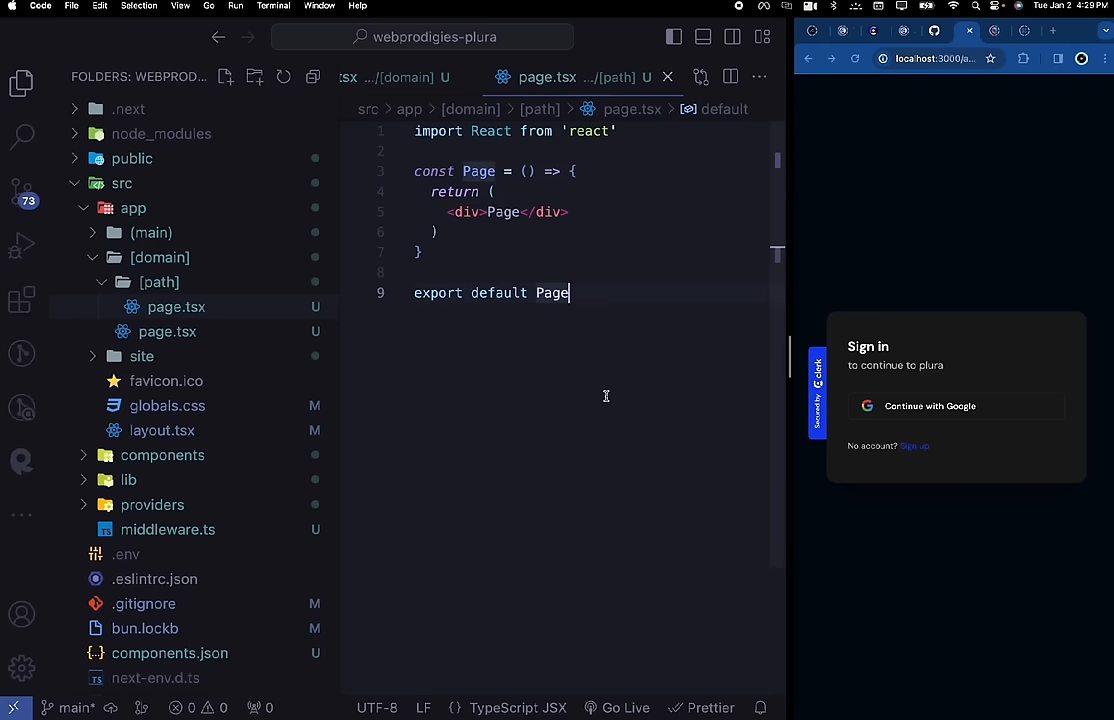 Code File Edit Selection View Go Run Terminal Window Help
Tue Jan 2 4:29 PM
webprodigies-plura
localhost:3000/a...
FOLDERS: WEBPROD...
tsx .../[domain] U
page.tsx .../[path] U
src > app > [domain] > [path] > page.tsx > default
.next
node_modules
public
src
app
(main)
[domain]
[path]
page.tsx U
page.tsx U
site
favicon.ico
globals.css M
layout.tsx M
components
lib
providers
middleware.ts U
.env
.eslintrc.json
.gitignore M
bun.lockb M
components.json U
next-env.d.ts
73
1 import React from 'react'
2
3 const Page = () => {
4 return (
5 <div>Page</div>
6 )
7 }
8
9 export default Page
Sign in
to continue to plura
Continue with Google
No account? Sign up
Secured by clerk
main* 0 0 0
UTF-8 LF {} TypeScript JSX Go Live Prettier